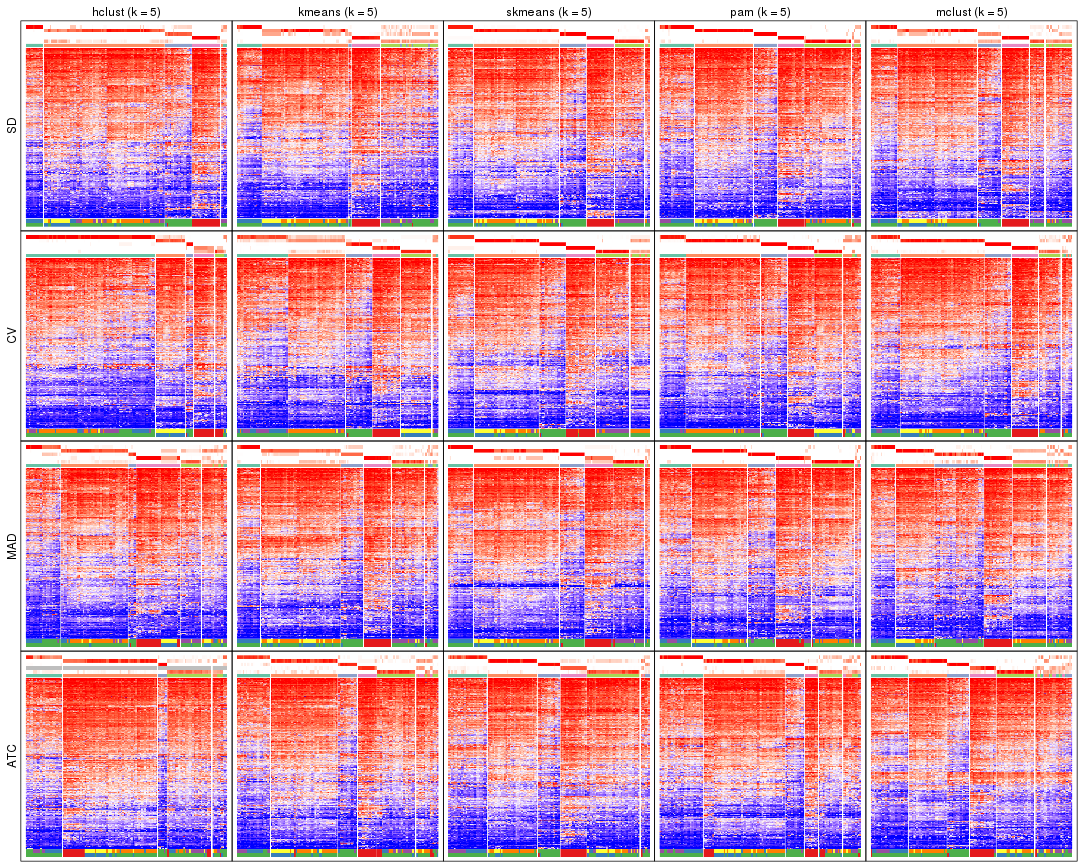 hclust (k = 5)
kmeans (k = 5)
skmeans (k = 5)
pam (k = 5)
mclust (k = 5)
SD
CV
MAD
ATC